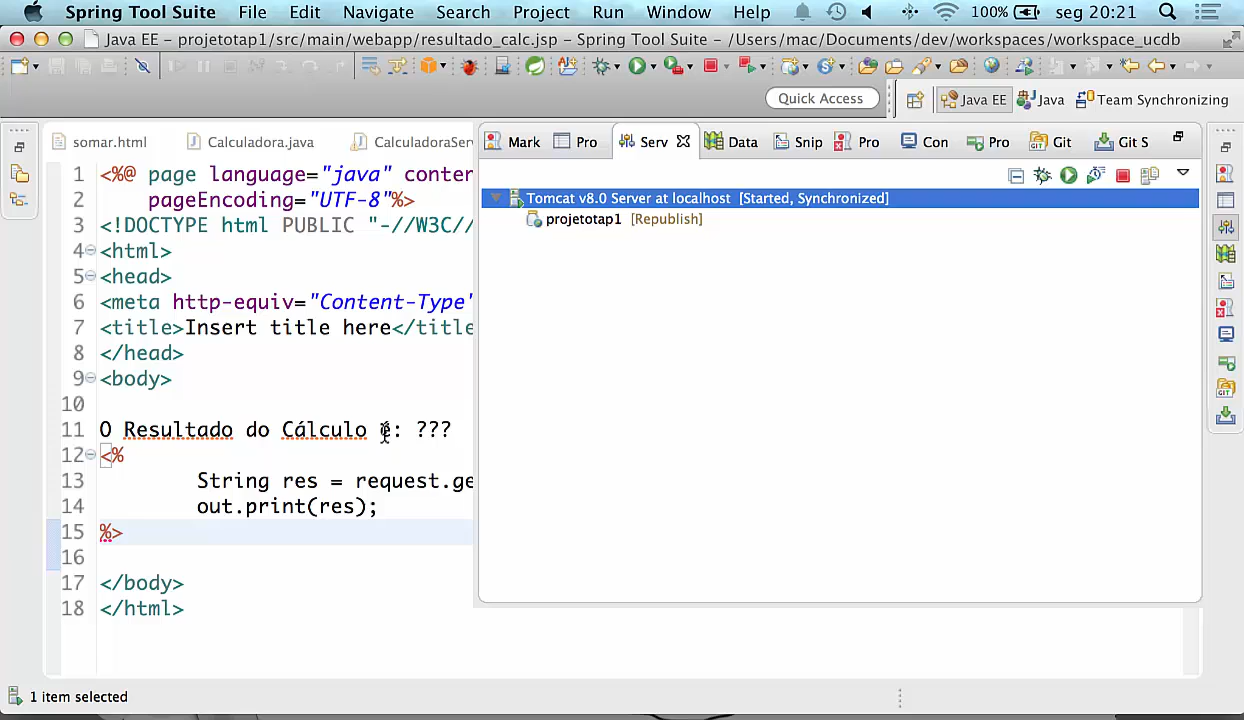 Spring Tool Suite File Edit Navigate Search Project Run Window Help 100% seg 20:21
Java EE – projetotap1/src/main/webapp/resultado_calc.jsp – Spring Tool Suite – /Users/mac/Documents/dev/workspaces/workspace_ucdb
Quick Access Java EE Java Team Synchronizing
somar.html Calculadora.java CalculadoraServ Mark Pro Serv Data Snip Pro Con Pro Git Git S
1 <%@ page language="java" conten
2 pageEncoding="UTF-8"%>
3 <!DOCTYPE html PUBLIC "-//W3C//
4 <html>
5 <head>
6 <meta http-equiv="Content-Type"
7 <title>Insert title here</title
8 </head>
9 <body>
10
11 O Resultado do Cálculo é: ???
12 <%
13 String res = request.ge
14 out.print(res);
15 %>
16
17 </body>
18 </html>
Tomcat v8.0 Server at localhost [Started, Synchronized]
projetotap1 [Republish]
GIT
1 item selected